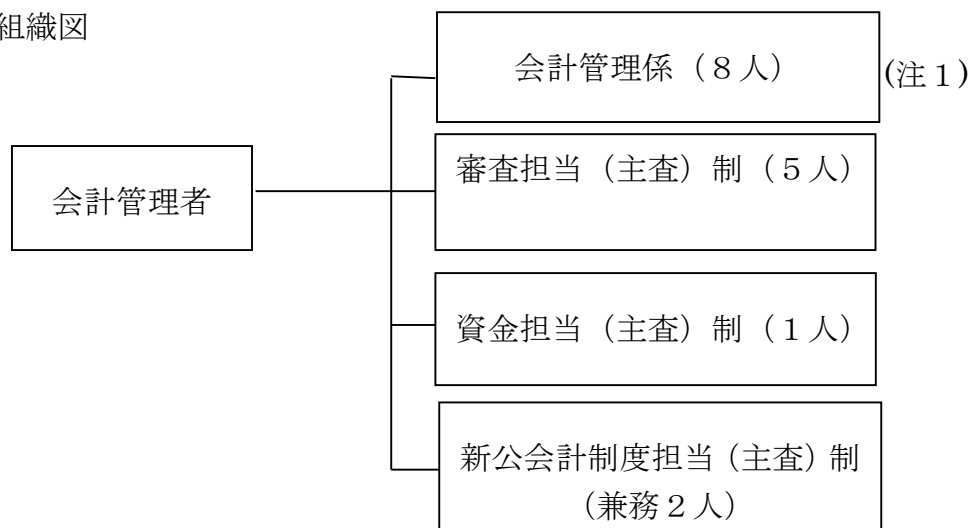 組織図
会計管理係（８人）
(注１)
会計管理者
審査担当（主査）制（５人）
資金担当（主査）制（１人）
新公会計制度担当（主査）制
（兼務２人）